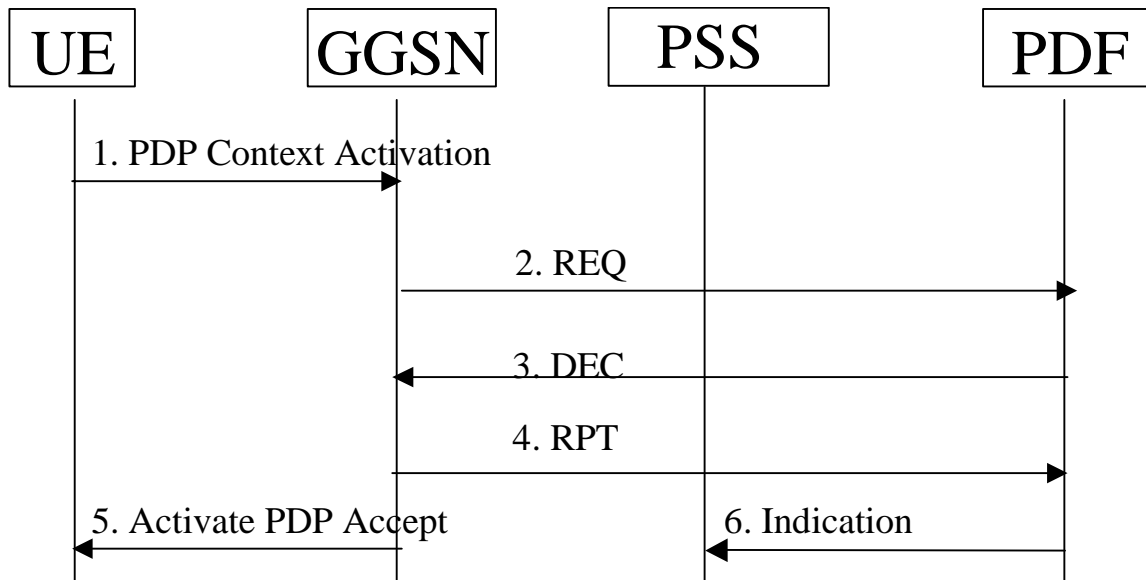 UE
GGSN
PSS
PDF
1. PDP Context Activation
2. REQ
3. DEC
4. RPT
5. Activate PDP Accept
6. Indication